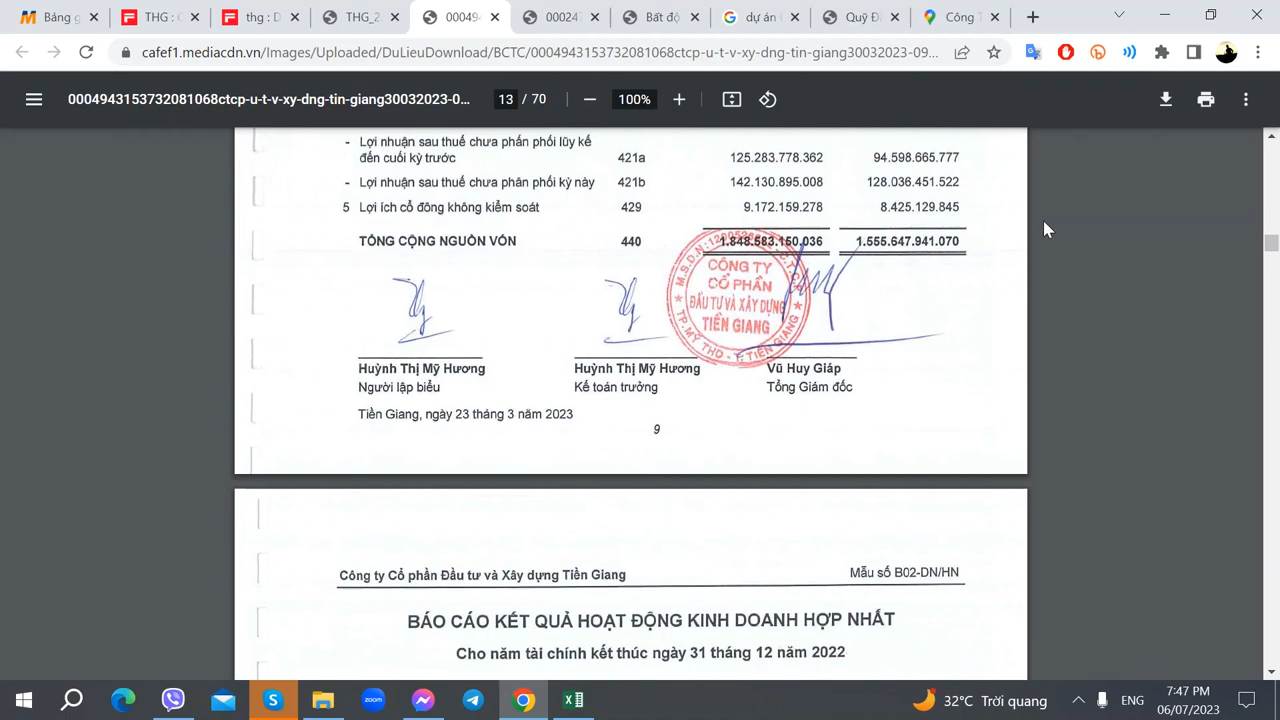 Bảng g
THG : C
thg : D
THG_2
00049
00024
Bất độ
dự án l
Quỹ Đ
Công T
cafef1.mediacdn.vn/Images/Uploaded/DuLieuDownload/BCTC/000494153732081068ctcp-u-t-v-xy-dng-tin-giang30032023-09...
000494153732081068ctcp-u-t-v-xy-dng-tin-giang30032023-0...
13 / 70
100%
- Lợi nhuận sau thuế chưa phân phối lũy kế
đến cuối kỳ trước 421a 125.283.778.362 94.598.665.777
- Lợi nhuận sau thuế chưa phân phối kỳ này 421b 142.130.895.008 128.036.451.522
5 Lợi ích cổ đông không kiểm soát 429 9.172.159.278 8.425.129.845
TỔNG CỘNG NGUỒN VỐN 440 1.848.583.150.036 1.555.647.941.070
CÔNG TY
CỔ PHẦN
ĐẦU TƯ VÀ XÂY DỰNG
TIỀN GIANG
TP. MỸ THO - T. TIỀN GIANG
Huỳnh Thị Mỹ Hương Huỳnh Thị Mỹ Hương Vũ Huy Giáp
Người lập biểu Kế toán trưởng Tổng Giám đốc
Tiền Giang, ngày 23 tháng 3 năm 2023
9
Công ty Cổ phần Đầu tư và Xây dựng Tiền Giang Mẫu số B02-DN/HN
BÁO CÁO KẾT QUẢ HOẠT ĐỘNG KINH DOANH HỢP NHẤT
Cho năm tài chính kết thúc ngày 31 tháng 12 năm 2022
32°C Trời quang
ENG
7:47 PM
06/07/2023